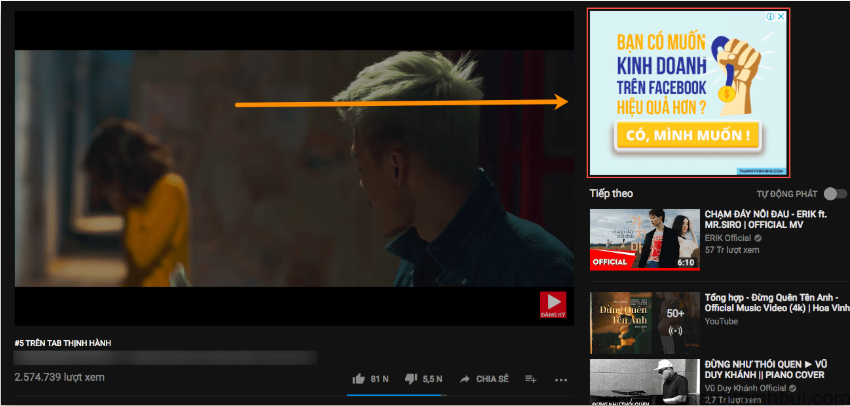 BẠN CÓ MUỐN
KINH DOANH
TRÊN FACEBOOK
HIỆU QUẢ HƠN ?
CÓ, MÌNH MUỐN !
THANHTHINHBUI.COM
ĐĂNG KÝ
#5 TRÊN TAB THỊNH HÀNH
2.574.739 lượt xem
81 N
5,5 N
CHIA SẺ
Tiếp theo
TỰ ĐỘNG PHÁT
OFFICIAL
6:10
CHẠM ĐÁY NỖI ĐAU - ERIK ft.
MR.SIRO | OFFICIAL MV
ERIK Official
57 Tr lượt xem
Đừng Quên
Tên Anh
50+
Tổng hợp - Đừng Quên Tên Anh -
Official Music Video (4k) | Hoa Vinh
YouTube
ĐỪNG NHƯ THÓI QUEN ► VŨ
DUY KHÁNH || PIANO COVER
Vũ Duy Khánh Official
2,7 Tr lượt xem